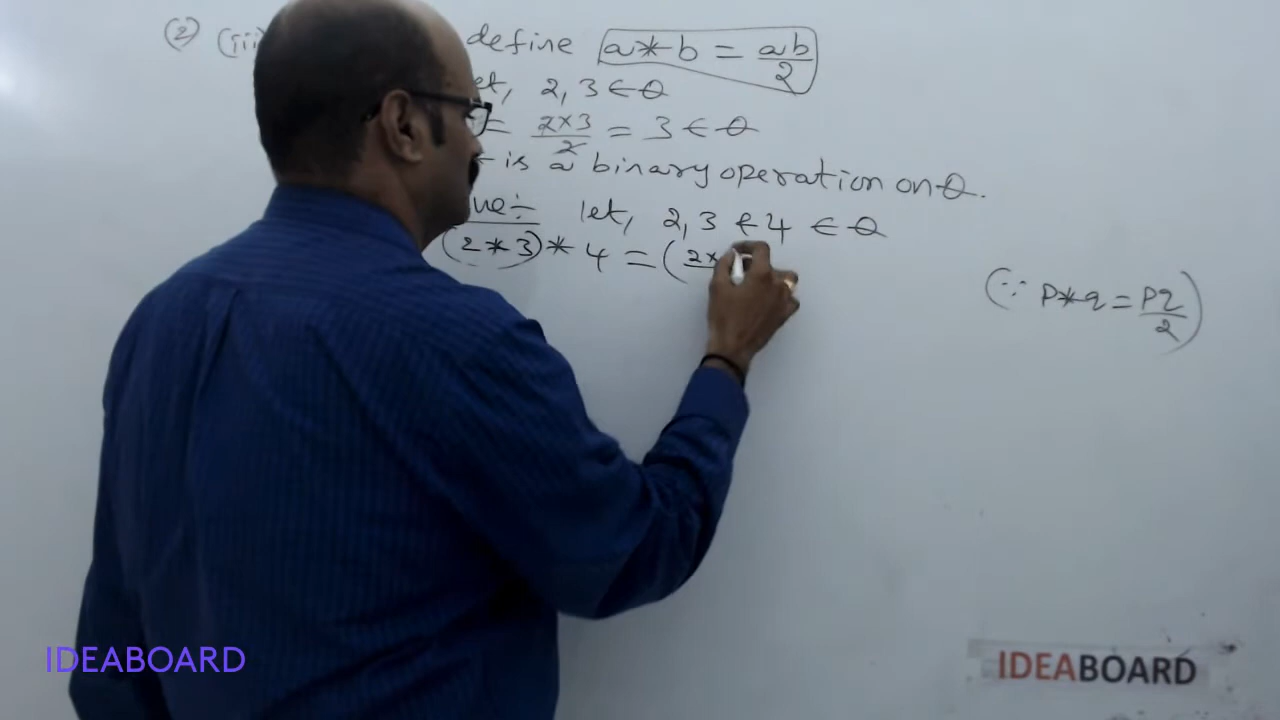 ② (iii) define a * b = ab/2
let, 2, 3 ∈ Q
= 2×3/2 = 3 ∈ Q
is a binary operation on Q.
let, 2, 3 & 4 ∈ Q
(2 * 3) * 4 = (2×
(∵ p * q = pq/2)
IDEABOARD
IDEABOARD